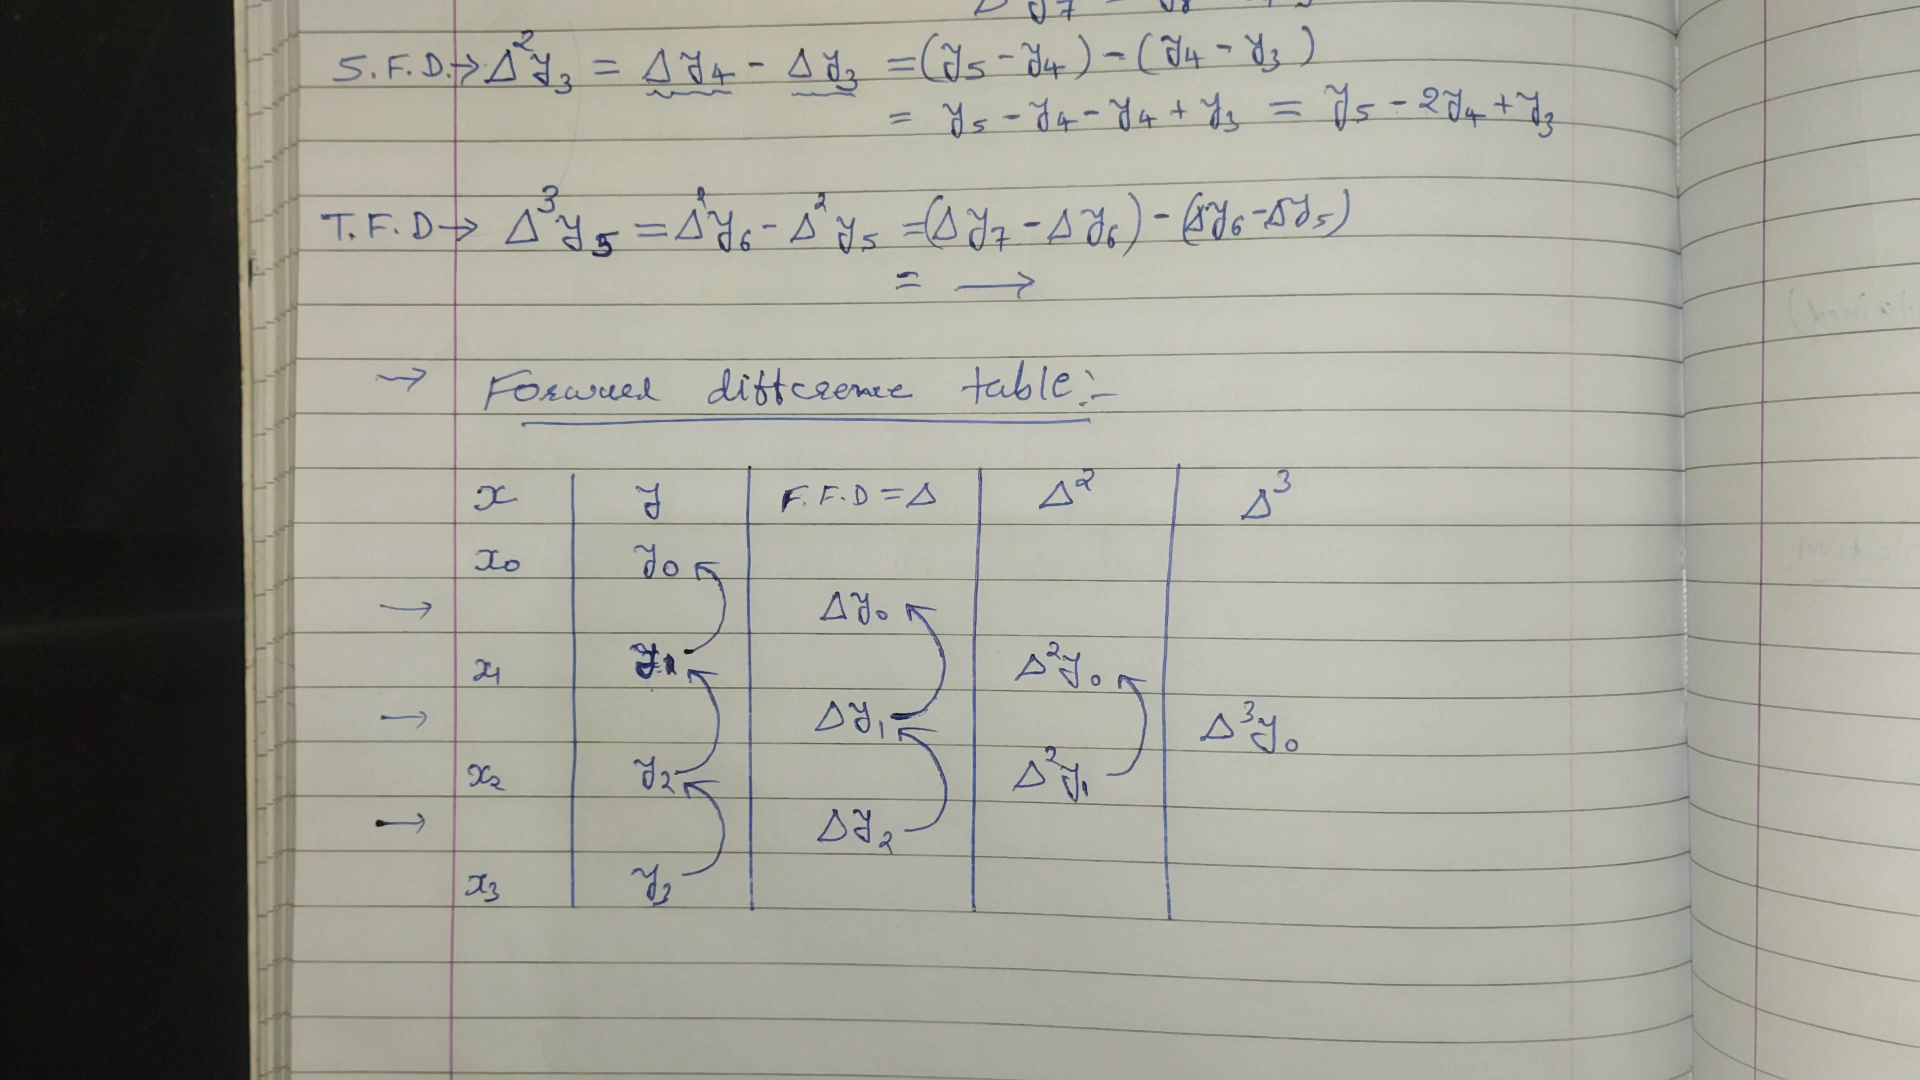 S.F.D.→ Δ²y₃ = Δy₄ - Δy₃ = (y₅ - y₄) - (y₄ - y₃)
= y₅ - y₄ - y₄ + y₃ = y₅ - 2y₄ + y₃
T.F.D → Δ³y₅ = Δ²y₆ - Δ²y₅ = (Δy₇ - Δy₆) - (Δy₆ - Δy₅)
= →
→ Forward difference table:-
x y F.F.D = Δ Δ² Δ³
x₀ y₀
→ Δy₀
x₁ y₁ Δ²y₀
→ Δy₁ Δ³y₀
x₂ y₂ Δ²y₁
→ Δy₂
x₃ y₃